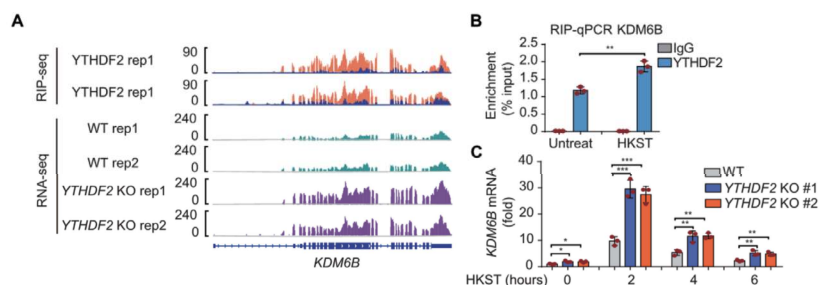 A
RIP-seq
YTHDF2 rep1
90
0
YTHDF2 rep1
90
0
RNA-seq
WT rep1
240
0
WT rep2
240
0
YTHDF2 KO rep1
240
0
YTHDF2 KO rep2
240
0
KDM6B
B
RIP-qPCR KDM6B
Enrichment
(% input)
2.5
2.0
1.5
1.0
0.5
0
**
IgG
YTHDF2
Untreat
HKST
C
KDM6B mRNA
(fold)
40
30
20
10
0
*
*
***
***
**
**
**
**
WT
YTHDF2 KO #1
YTHDF2 KO #2
HKST (hours) 0 2 4 6